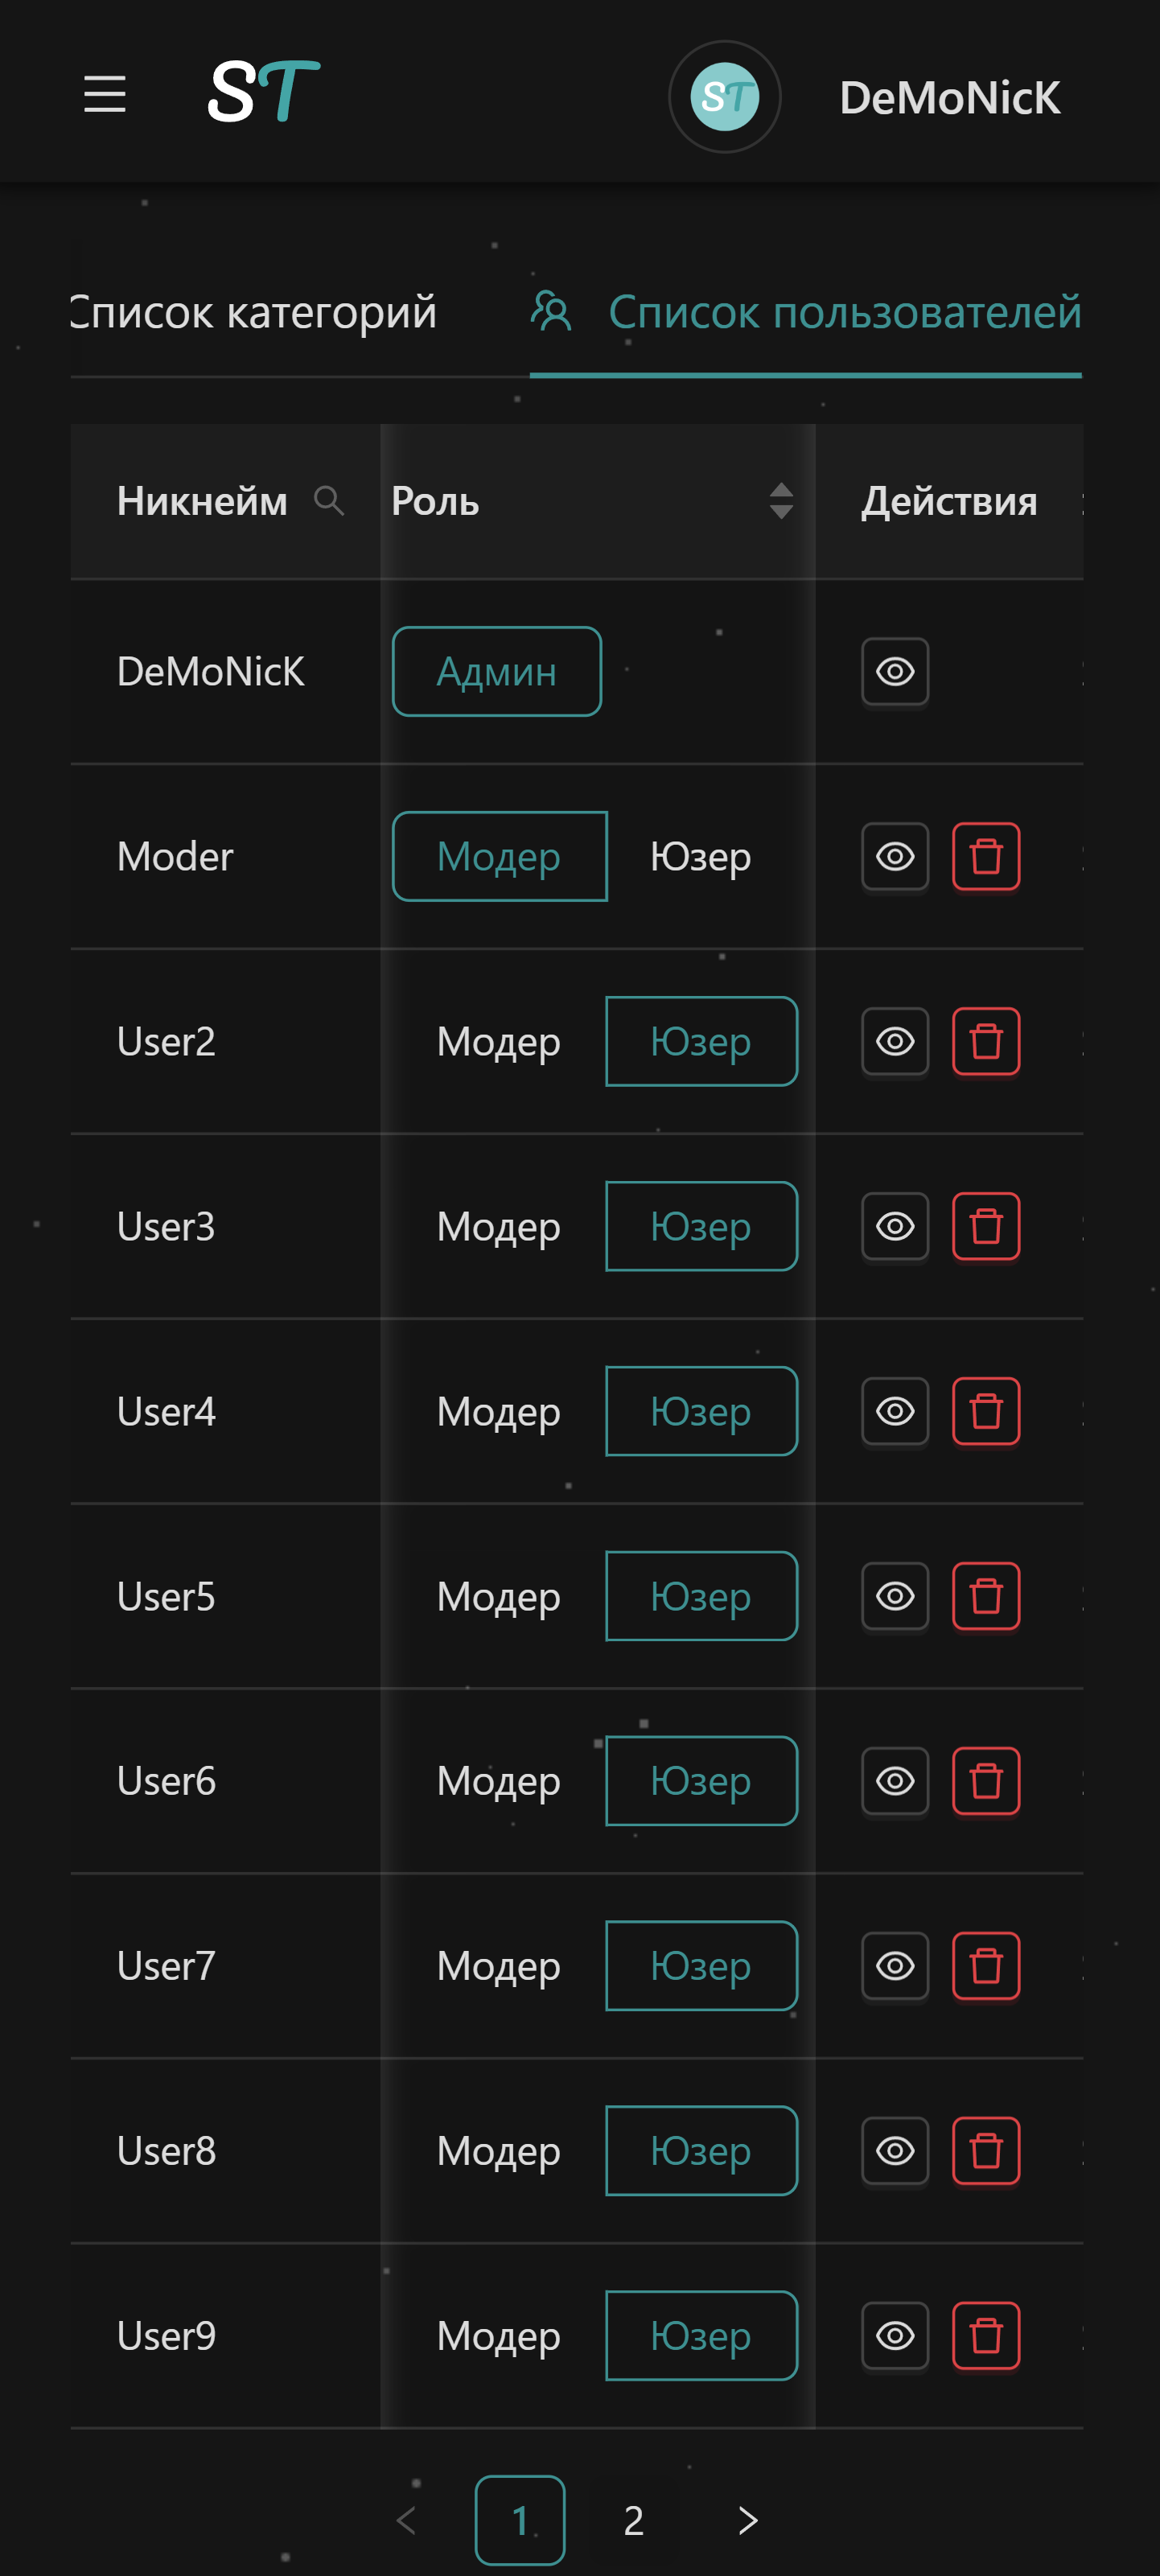 ST ST DeMoNicK
Список категорий Список пользователей
Никнейм Роль Действия
DeMoNicK Админ
Moder Модер Юзер
User2 Модер Юзер
User3 Модер Юзер
User4 Модер Юзер
User5 Модер Юзер
User6 Модер Юзер
User7 Модер Юзер
User8 Модер Юзер
User9 Модер Юзер
< 1 2 >